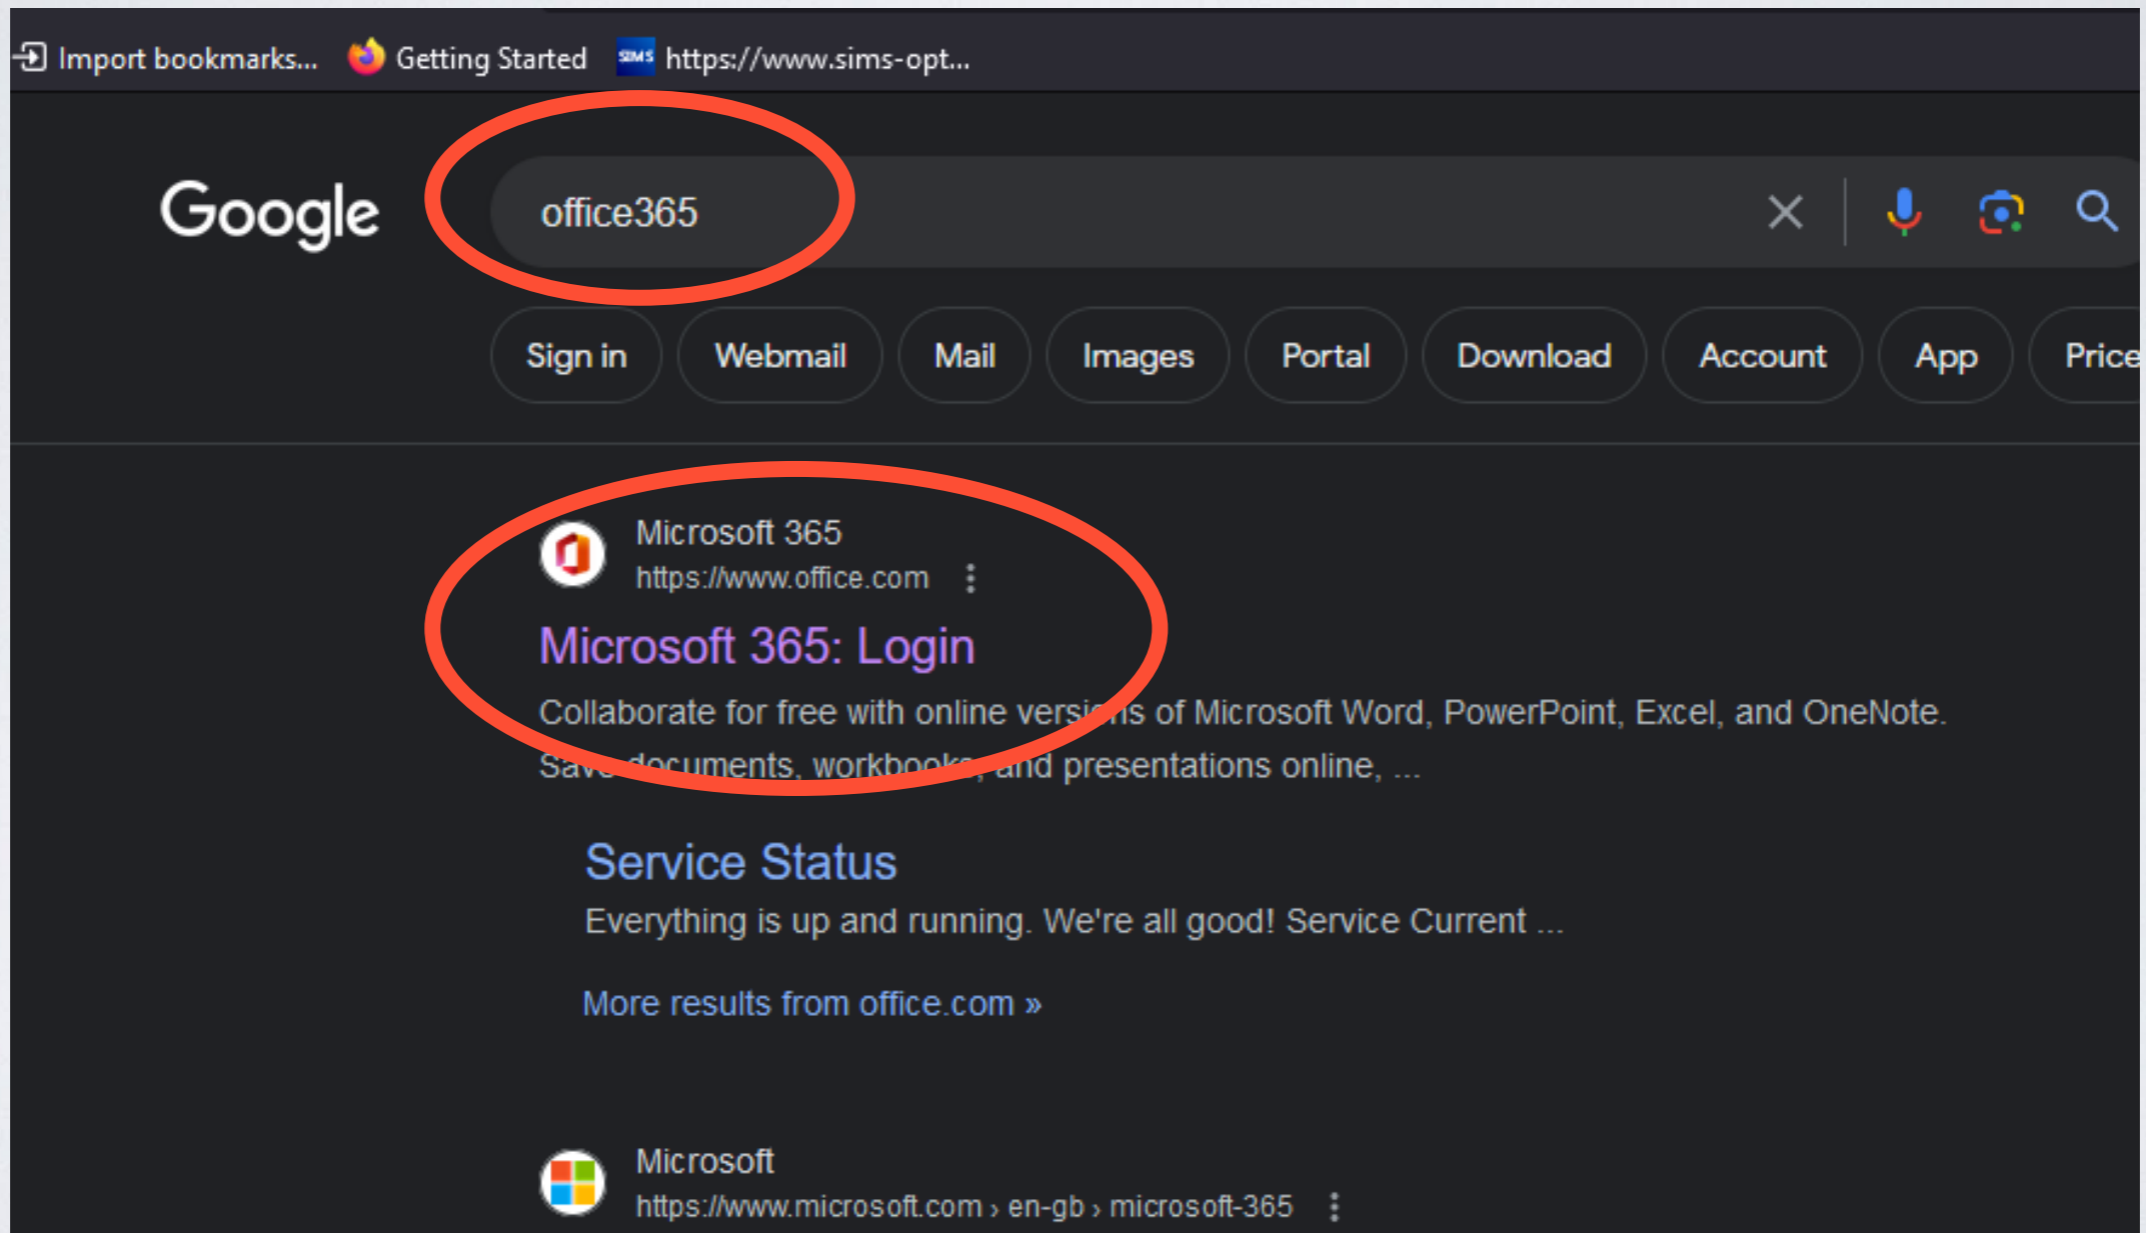 Import bookmarks...
Getting Started
SIMS
https://www.sims-opt...
Google
office365
Sign in
Webmail
Mail
Images
Portal
Download
Account
App
Price
Microsoft 365
https://www.office.com
Microsoft 365: Login
Collaborate for free with online versions of Microsoft Word, PowerPoint, Excel, and OneNote.
Save documents, workbooks, and presentations online, ...
Service Status
Everything is up and running. We're all good! Service Current ...
More results from office.com »
Microsoft
https://www.microsoft.com › en-gb › microsoft-365